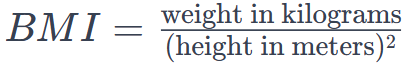 BMI = weight in kilograms / (height in meters)²